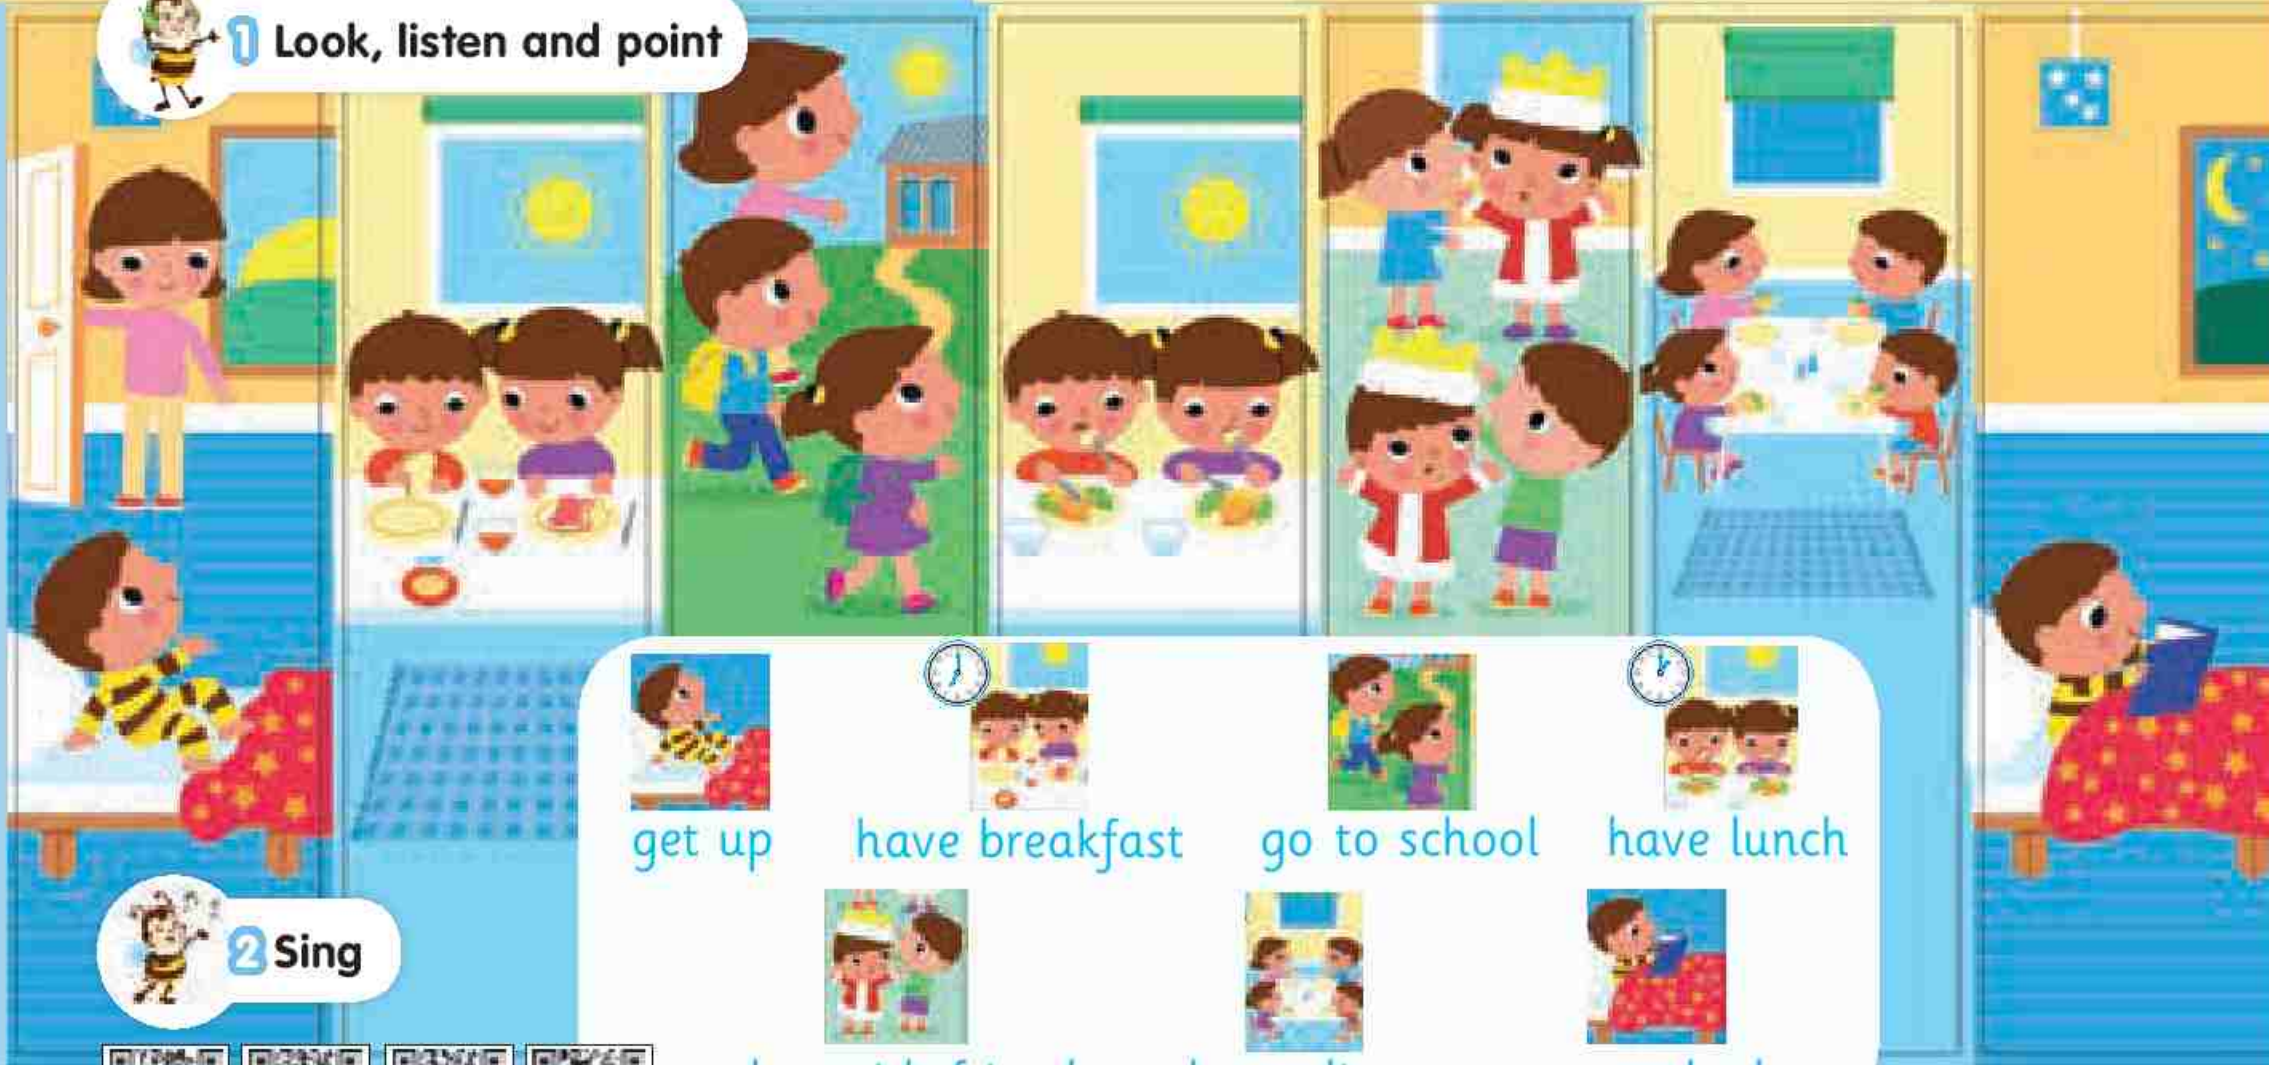 1 Look, listen and point
get up have breakfast go to school have lunch
2 Sing